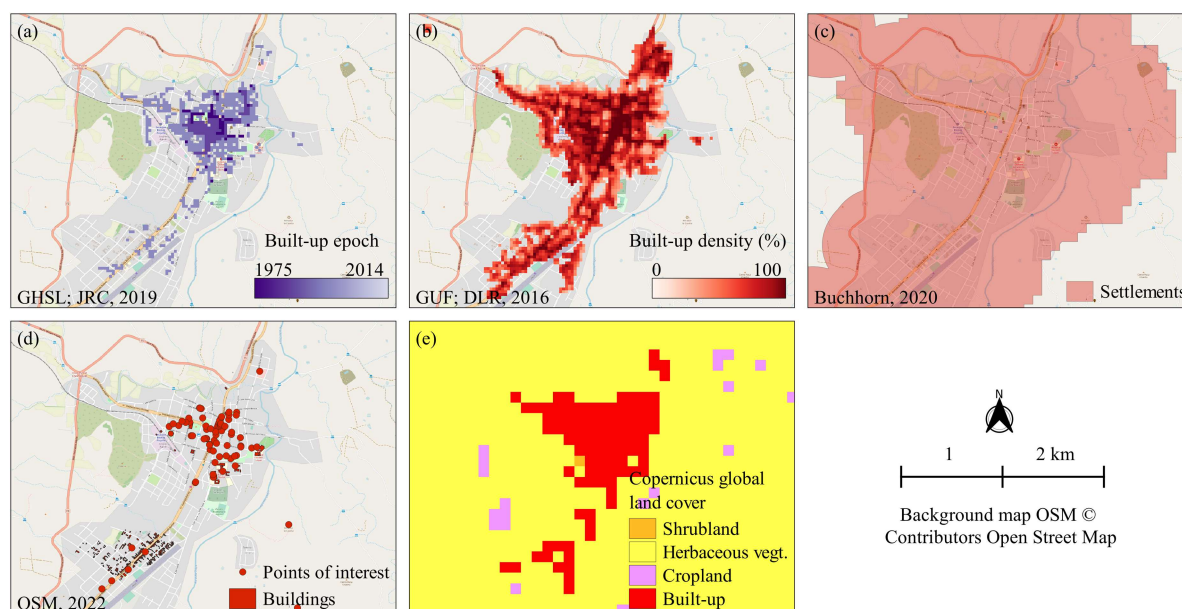 (a)
Built-up epoch
1975 2014
GHSL; JRC, 2019
(b)
Built-up density (%)
0 100
GUF; DLR, 2016
(c)
Settlements
Buchhorn, 2020
(d)
Points of interest
Buildings
OSM, 2022
(e)
Copernicus global
land cover
Shrubland
Herbaceous vegt.
Cropland
Built-up
N
1 2 km
Background map OSM ©
Contributors Open Street Map